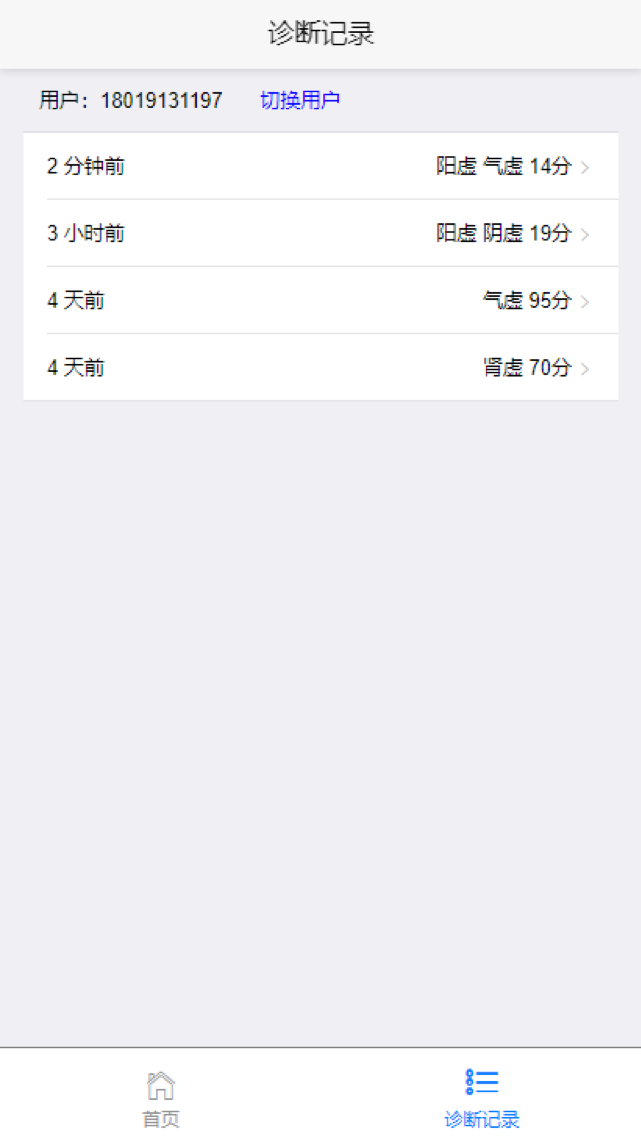 诊断记录
用户：18019131197 切换用户
2 分钟前 阳虚 气虚 14分
3 小时前 阳虚 阴虚 19分
4 天前 气虚 95分
4 天前 肾虚 70分
首页 诊断记录